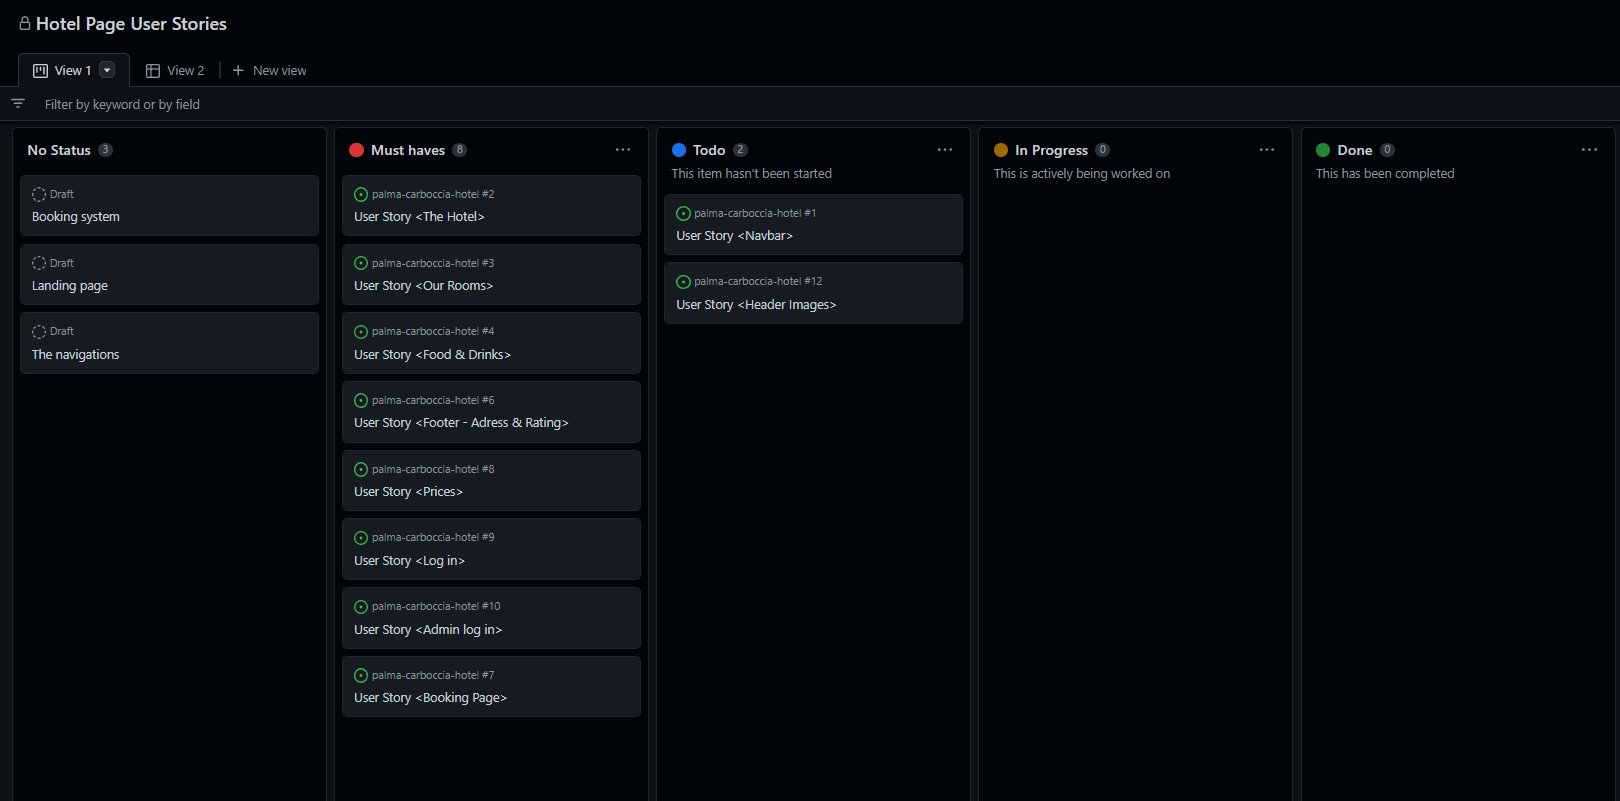 Hotel Page User Stories
View 1
View 2
New view
Filter by keyword or by field
No Status 3
Draft
Booking system
Draft
Landing page
Draft
The navigations
Must haves 8
palma-carboccia-hotel #2
User Story <The Hotel>
palma-carboccia-hotel #3
User Story <Our Rooms>
palma-carboccia-hotel #4
User Story <Food & Drinks>
palma-carboccia-hotel #6
User Story <Footer - Adress & Rating>
palma-carboccia-hotel #8
User Story <Prices>
palma-carboccia-hotel #9
User Story <Log in>
palma-carboccia-hotel #10
User Story <Admin log in>
palma-carboccia-hotel #7
User Story <Booking Page>
Todo 2
This item hasn't been started
palma-carboccia-hotel #1
User Story <Navbar>
palma-carboccia-hotel #12
User Story <Header Images>
In Progress 0
This is actively being worked on
Done 0
This has been completed